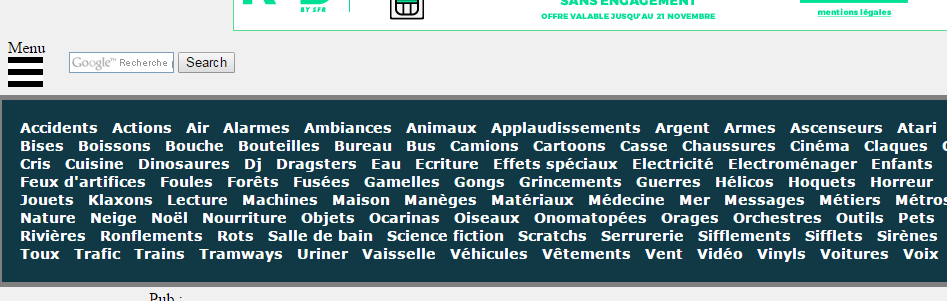 BY SFR
SANS ENGAGEMENT
OFFRE VALABLE JUSQU'AU 21 NOVEMBRE
mentions légales
Menu
Google™ Recherche
Search
Accidents Actions Air Alarmes Ambiances Animaux Applaudissements Argent Armes Ascenseurs Atari
Bises Boissons Bouche Bouteilles Bureau Bus Camions Cartoons Casse Chaussures Cinéma Claques
Cris Cuisine Dinosaures Dj Dragsters Eau Ecriture Effets spéciaux Electricité Electroménager Enfants
Feux d'artifices Foules Forêts Fusées Gamelles Gongs Grincements Guerres Hélicos Hoquets Horreur
Jouets Klaxons Lecture Machines Maison Manèges Matériaux Médecine Mer Messages Métiers Métros
Nature Neige Noël Nourriture Objets Ocarinas Oiseaux Onomatopées Orages Orchestres Outils Pets
Rivières Ronflements Rots Salle de bain Science fiction Scratchs Serrurerie Sifflements Sifflets Sirènes
Toux Trafic Trains Tramways Uriner Vaisselle Véhicules Vêtements Vent Vidéo Vinyls Voitures Voix
Pub :